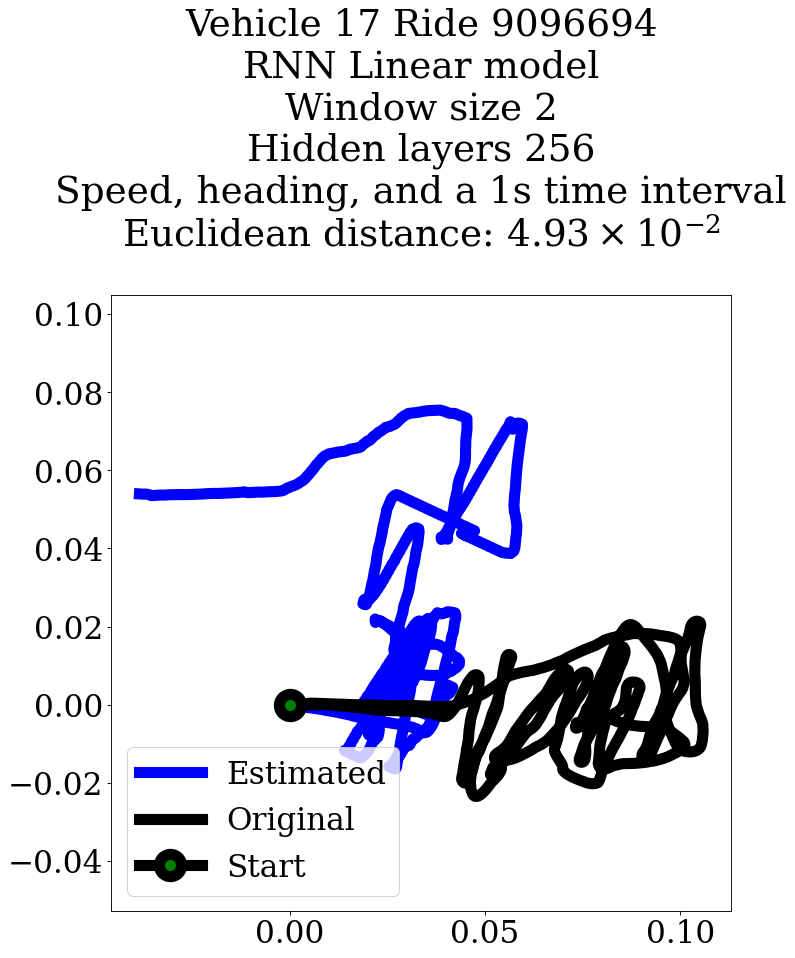 Vehicle 17 Ride 9096694
RNN Linear model
Window size 2
Hidden layers 256
Speed, heading, and a 1s time interval
Euclidean distance: 4.93 × 10⁻²
0.10
0.08
0.06
0.04
0.02
0.00
−0.02
−0.04
Estimated
Original
Start
0.00 0.05 0.10